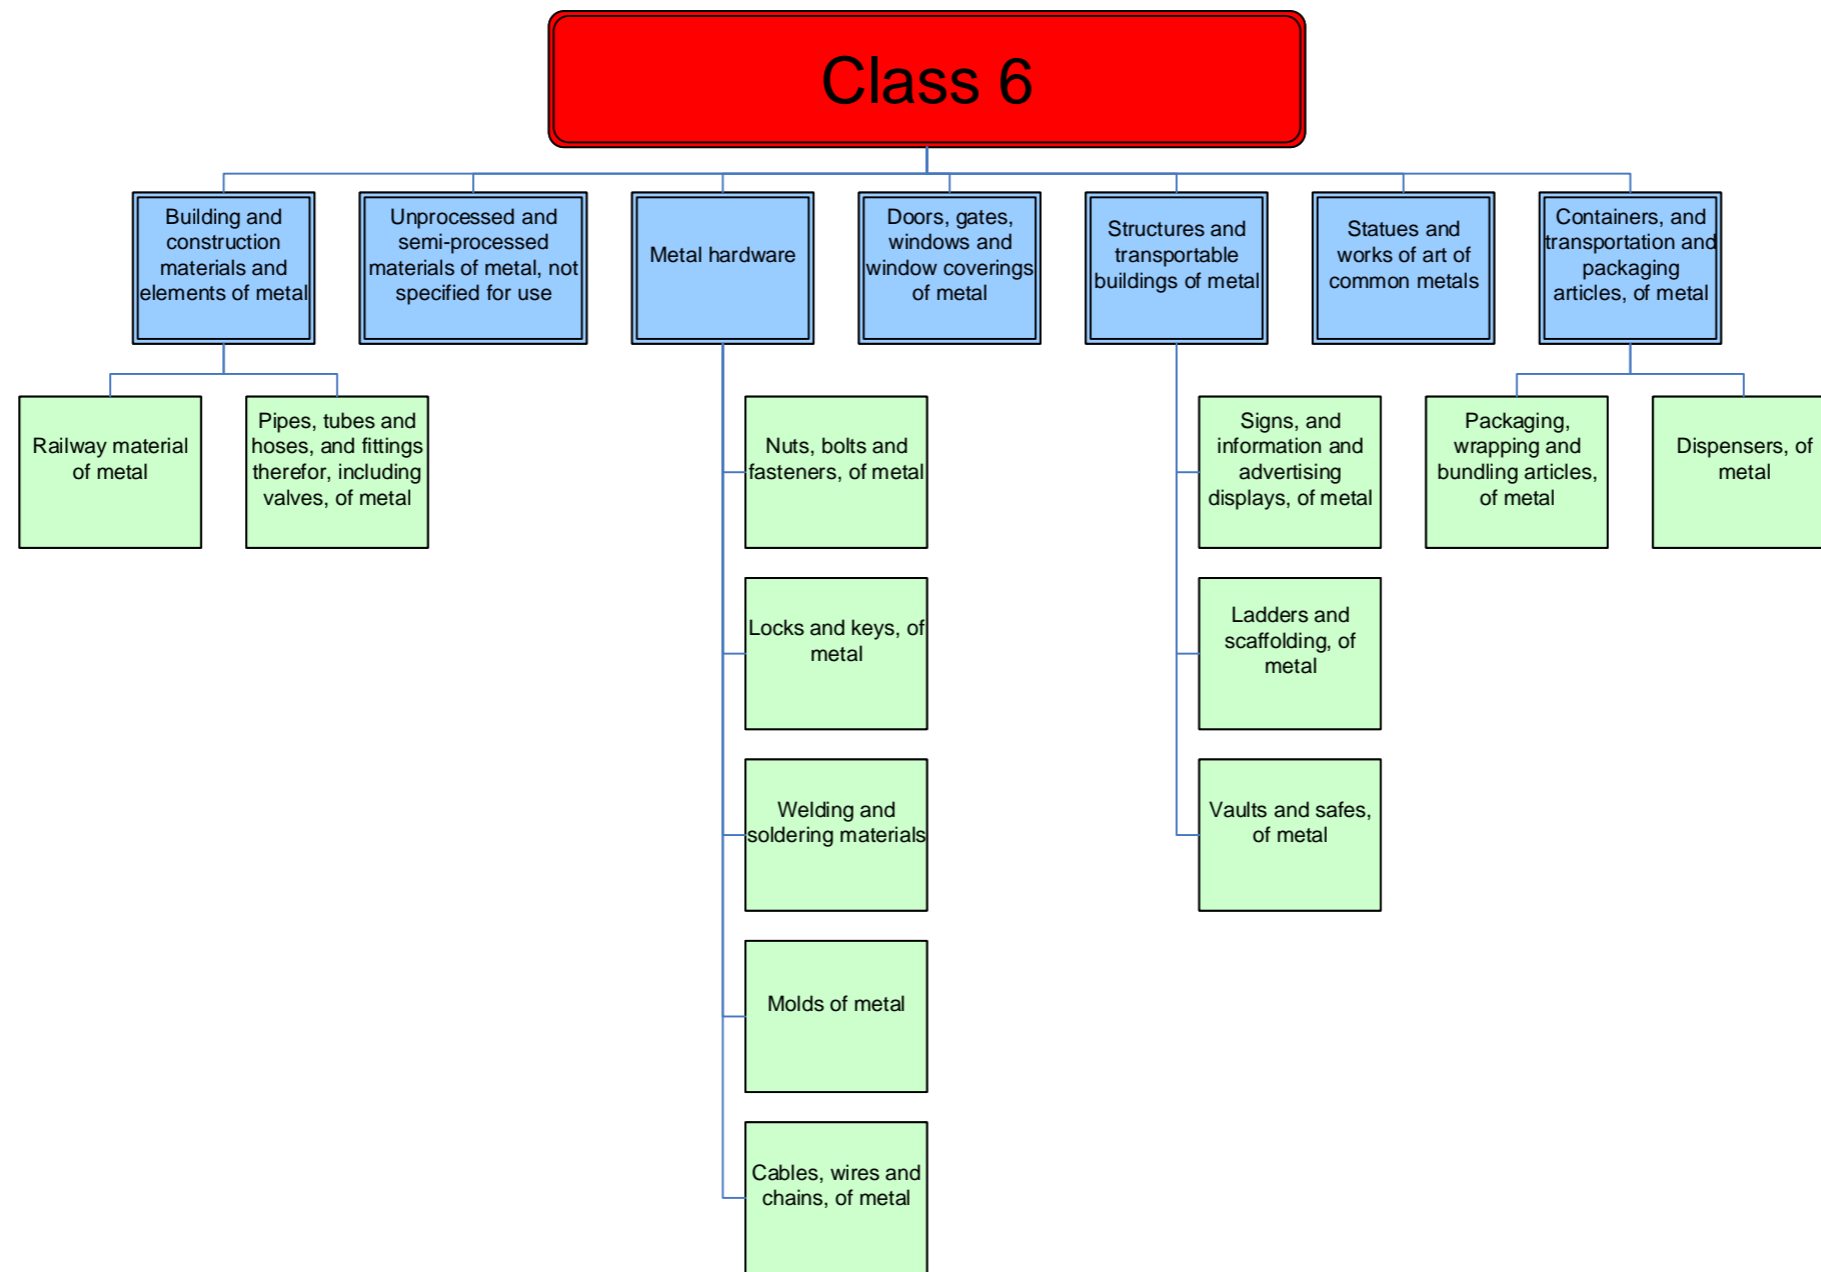 Class 6
Building and
construction
materials and
elements of metal
Unprocessed and
semi-processed
materials of metal, not
specified for use
Metal hardware
Doors, gates,
windows and
window coverings
of metal
Structures and
transportable
buildings of metal
Statues and
works of art of
common metals
Containers, and
transportation and
packaging
articles, of metal
Railway material
of metal
Pipes, tubes and
hoses, and fittings
therefor, including
valves, of metal
Nuts, bolts and
fasteners, of metal
Signs, and
information and
advertising
displays, of metal
Packaging,
wrapping and
bundling articles,
of metal
Dispensers, of
metal
Locks and keys, of
metal
Ladders and
scaffolding, of
metal
Welding and
soldering materials
Vaults and safes,
of metal
Molds of metal
Cables, wires and
chains, of metal